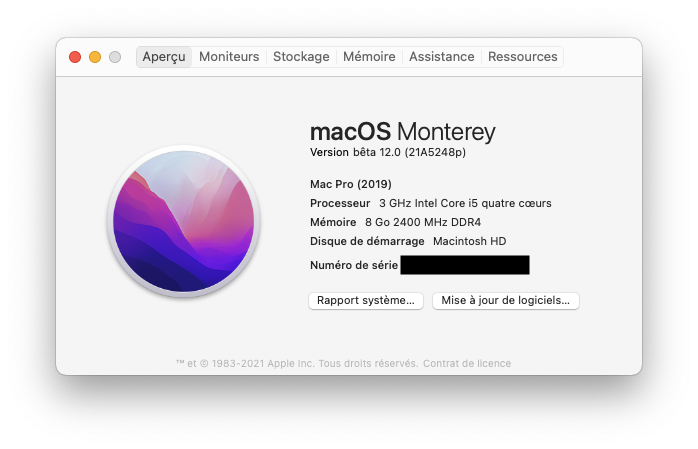 Aperçu Moniteurs Stockage Mémoire Assistance Ressources
macOS Monterey
Version bêta 12.0 (21A5248p)
Mac Pro (2019)
Processeur 3 GHz Intel Core i5 quatre cœurs
Mémoire 8 Go 2400 MHz DDR4
Disque de démarrage Macintosh HD
Numéro de série
Rapport système... Mise à jour de logiciels...
™ et © 1983-2021 Apple Inc. Tous droits réservés. Contrat de licence